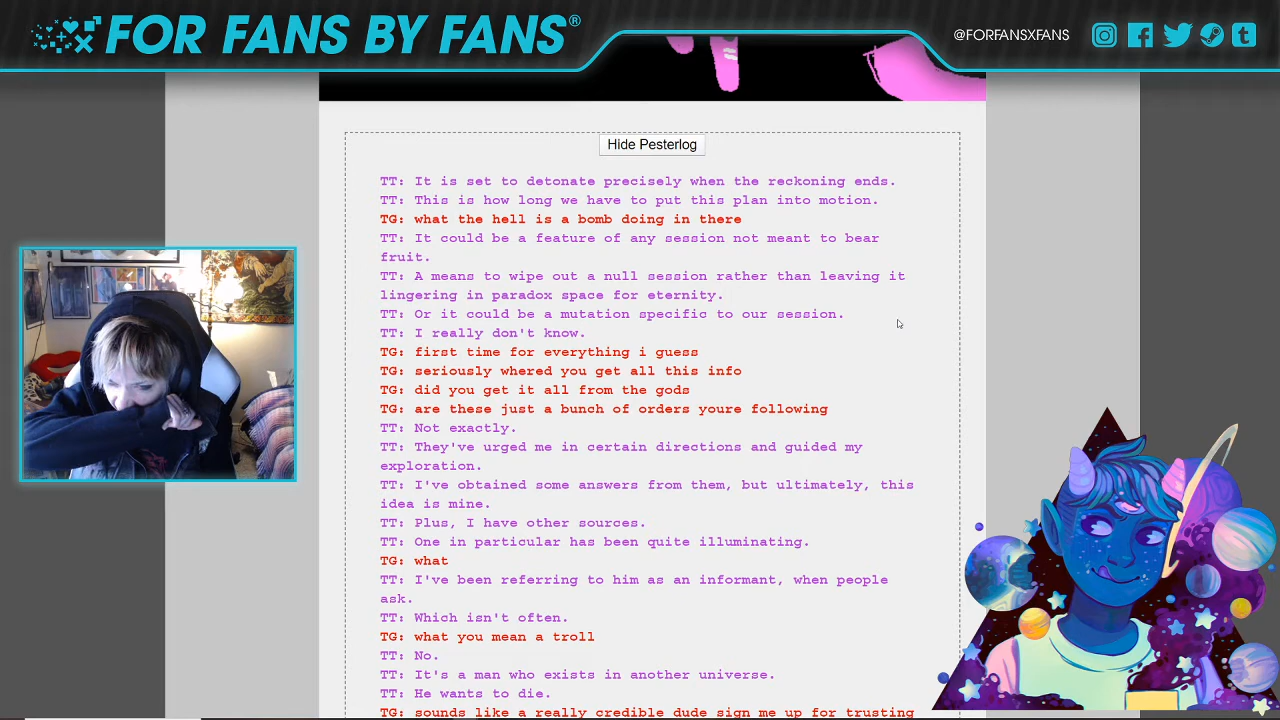 FOR FANS BY FANS®
@FORFANSXFANS
Hide Pesterlog
TT: It is set to detonate precisely when the reckoning ends.
TT: This is how long we have to put this plan into motion.
TG: what the hell is a bomb doing in there
TT: It could be a feature of any session not meant to bear
fruit.
TT: A means to wipe out a null session rather than leaving it
lingering in paradox space for eternity.
TT: Or it could be a mutation specific to our session.
TT: I really don't know.
TG: first time for everything i guess
TG: seriously whered you get all this info
TG: did you get it all from the gods
TG: are these just a bunch of orders youre following
TT: Not exactly.
TT: They've urged me in certain directions and guided my
exploration.
TT: I've obtained some answers from them, but ultimately, this
idea is mine.
TT: Plus, I have other sources.
TT: One in particular has been quite illuminating.
TG: what
TT: I've been referring to him as an informant, when people
ask.
TT: Which isn't often.
TG: what you mean a troll
TT: No.
TT: It's a man who exists in another universe.
TT: He wants to die.
TG: sounds like a really credible dude sign me up for trusting